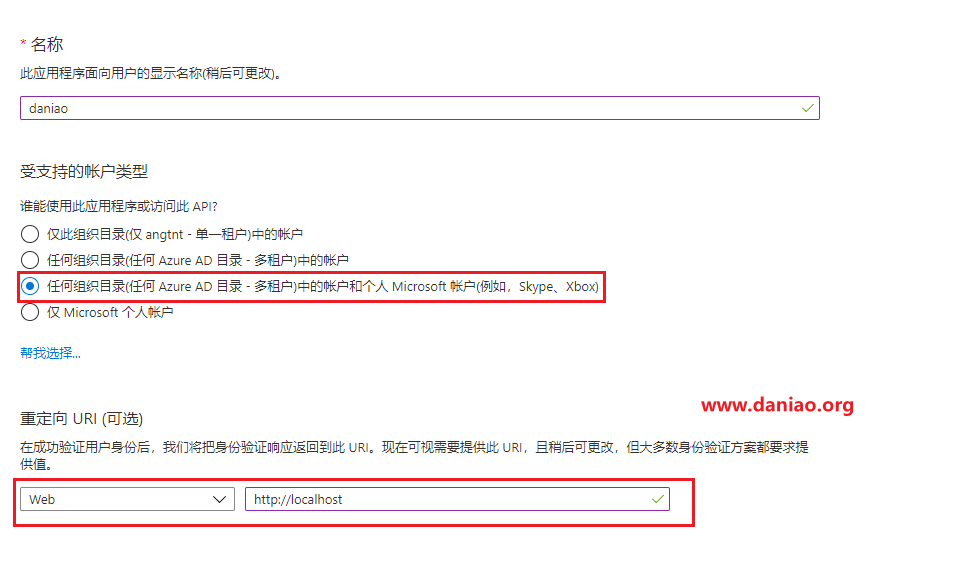 * 名称
此应用程序面向用户的显示名称(稍后可更改)。
daniao
受支持的帐户类型
谁能使用此应用程序或访问此 API?
仅此组织目录(仅 angtnt - 单一租户)中的帐户
任何组织目录(任何 Azure AD 目录 - 多租户)中的帐户
任何组织目录(任何 Azure AD 目录 - 多租户)中的帐户和个人 Microsoft 帐户(例如，Skype、Xbox)
仅 Microsoft 个人帐户
帮我选择...
www.daniao.org
重定向 URI (可选)
在成功验证用户身份后，我们将把身份验证响应返回到此 URI。现在可视需要提供此 URI，且稍后可更改，但大多数身份验证方案都要求提
供值。
Web http://localhost